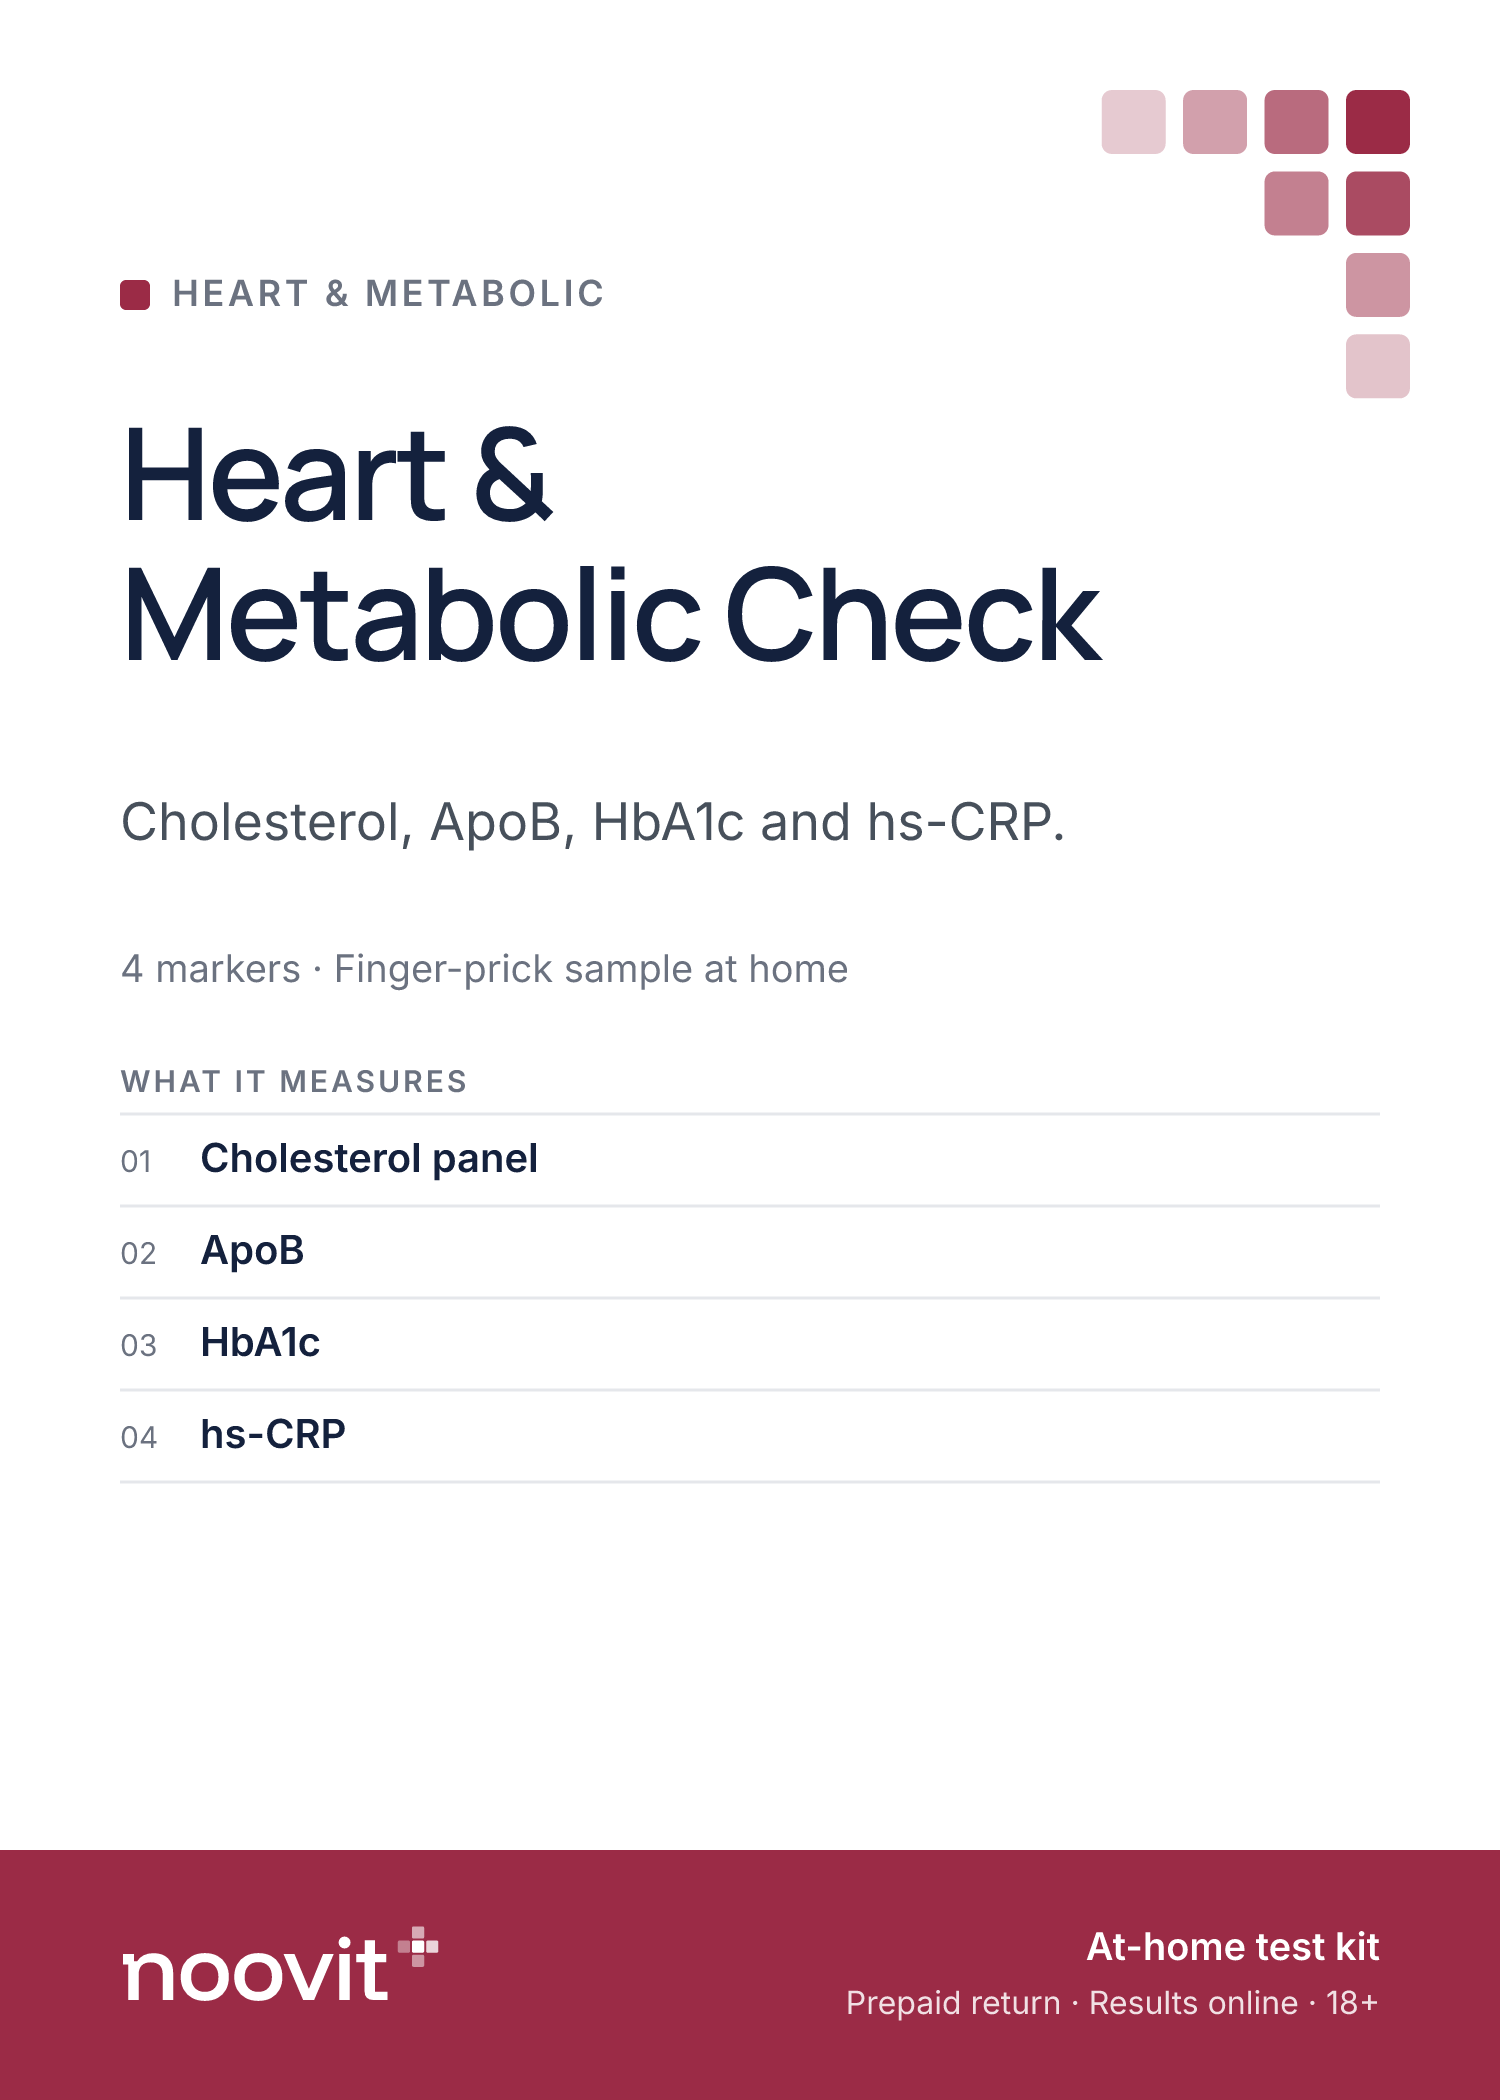 HEART & METABOLIC
Heart &
Metabolic Check
Cholesterol, ApoB, HbA1c and hs-CRP.
4 markers · Finger-prick sample at home
WHAT IT MEASURES
01 Cholesterol panel
02 ApoB
03 HbA1c
04 hs-CRP
noovit
At-home test kit
Prepaid return · Results online · 18+